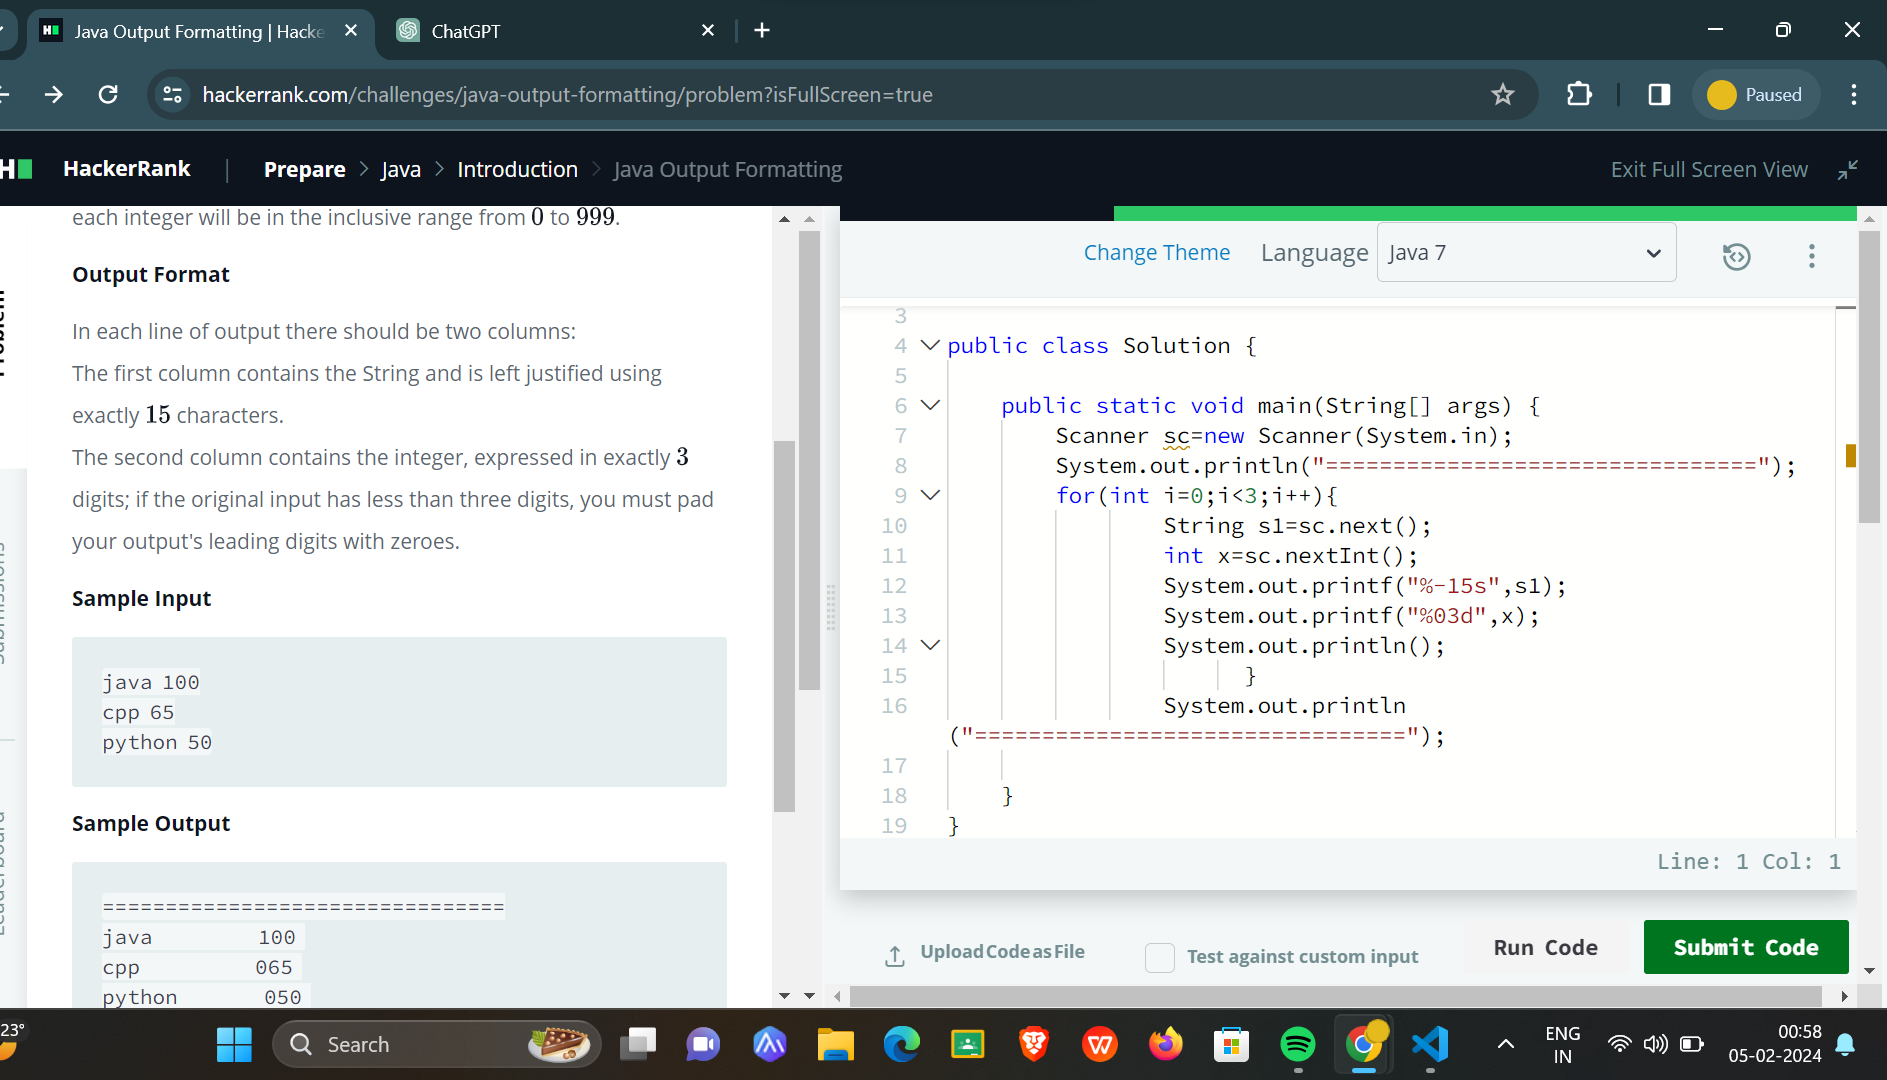 Java Output Formatting | Hacke
ChatGPT
hackerrank.com/challenges/java-output-formatting/problem?isFullScreen=true
Paused
HackerRank | Prepare > Java > Introduction > Java Output Formatting
Exit Full Screen View
Problem
Submissions
Leaderboard
each integer will be in the inclusive range from 0 to 999.
Output Format
In each line of output there should be two columns:
The first column contains the String and is left justified using
exactly 15 characters.
The second column contains the integer, expressed in exactly 3
digits; if the original input has less than three digits, you must pad
your output's leading digits with zeroes.
Sample Input
java 100
cpp 65
python 50
Sample Output
================================
java           100
cpp            065
python         050
Change Theme
Language
Java 7
3
4 public class Solution {
5
6     public static void main(String[] args) {
7         Scanner sc=new Scanner(System.in);
8         System.out.println("================================");
9         for(int i=0;i<3;i++){
10                 String s1=sc.next();
11                 int x=sc.nextInt();
12                 System.out.printf("%-15s",s1);
13                 System.out.printf("%03d",x);
14                 System.out.println();
15                       }
16                 System.out.println
("================================");
17
18     }
19 }
Line: 1 Col: 1
Upload Code as File
Test against custom input
Run Code
Submit Code
23°
Search
ENG
IN
00:58
05-02-2024